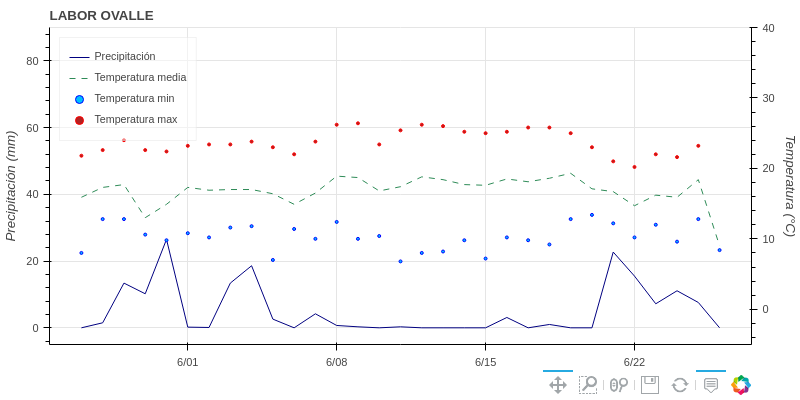 LABOR OVALLE
Precipitación
Temperatura media
Temperatura min
Temperatura max
Precipitación (mm)
80
60
40
20
0
Temperatura (°C)
40
30
20
10
0
6/01
6/08
6/15
6/22